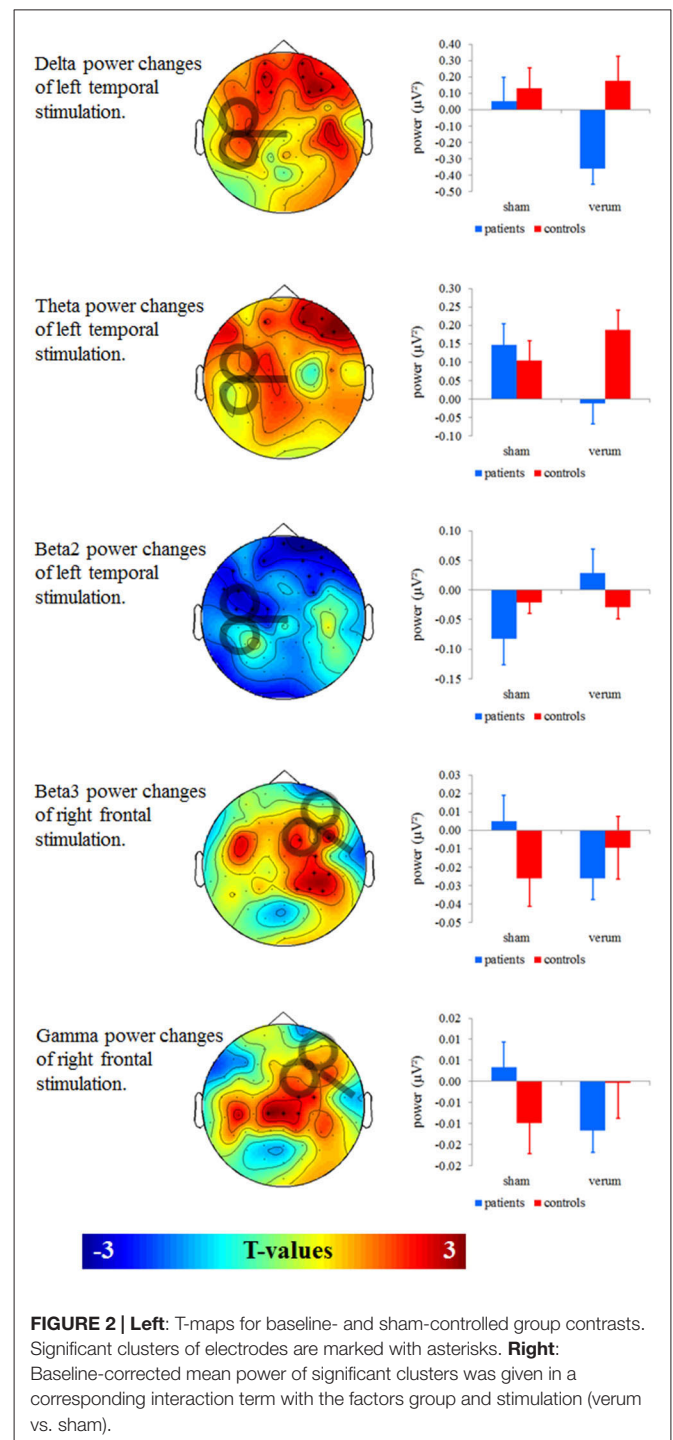 Delta power changes
of left temporal
stimulation.
power (µV²)
0.40
0.30
0.20
0.10
0.00
-0.10
-0.20
-0.30
-0.40
-0.50
sham verum
patients controls
Theta power changes
of left temporal
stimulation.
power (µV²)
0.30
0.25
0.20
0.15
0.10
0.05
0.00
-0.05
-0.10
sham verum
patients controls
Beta2 power changes
of left temporal
stimulation.
power (µV²)
0.10
0.05
0.00
-0.05
-0.10
-0.15
sham verum
patients controls
Beta3 power changes
of right frontal
stimulation.
power (µV²)
0.03
0.02
0.01
0.00
-0.01
-0.02
-0.03
-0.03
-0.04
-0.05
sham verum
patients controls
Gamma power changes
of right frontal
stimulation.
power (µV²)
0.02
0.01
0.01
0.00
-0.01
-0.01
-0.02
-0.02
sham verum
patients controls
-3 T-values 3
FIGURE 2 | Left: T-maps for baseline- and sham-controlled group contrasts.
Significant clusters of electrodes are marked with asterisks. Right:
Baseline-corrected mean power of significant clusters was given in a
corresponding interaction term with the factors group and stimulation (verum
vs. sham).